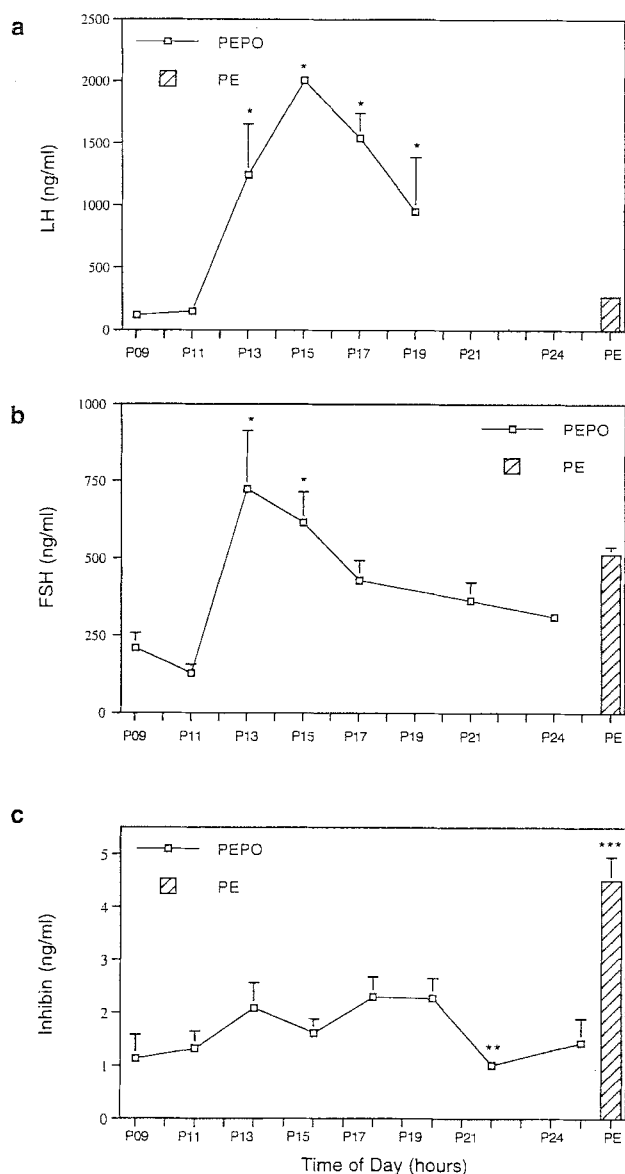 a
2500
2000
1500
1000
500
0
LH (ng/ml)
PEPO
PE
*
*
*
*
P09 P11 P13 P15 P17 P19 P21 P24 PE
b
1000
750
500
250
0
FSH (ng/ml)
PEPO
PE
*
*
P09 P11 P13 P15 P17 P19 P21 P24 PE
c
5
4
3
2
1
0
Inhibin (ng/ml)
PEPO
PE
**
***
P09 P11 P13 P15 P17 P19 P21 P24 PE
Time of Day (hours)